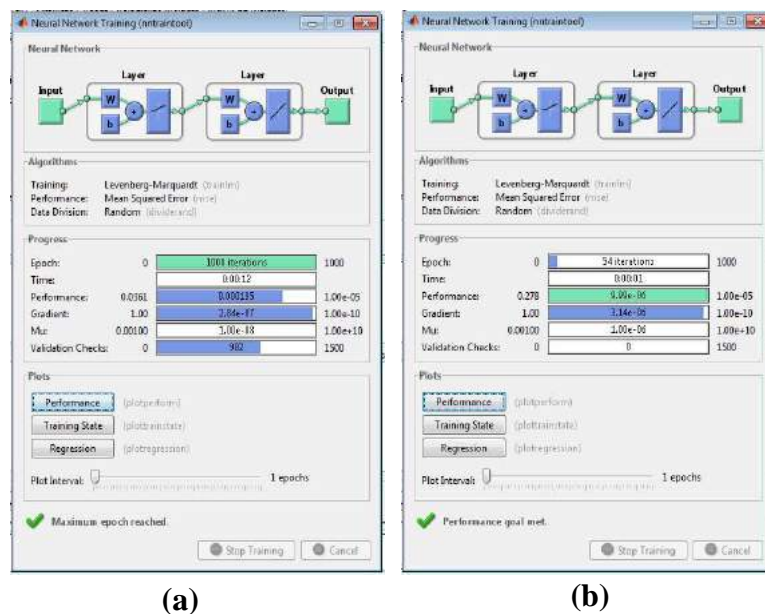 Neural Network Training (nntraintool)
Neural Network
Layer Layer
Input Output
W W
b b
+ +
Algorithms
Training: Levenberg-Marquardt (trainlm)
Performance: Mean Squared Error (mse)
Data Division: Random (dividerand)
Progress
Epoch: 0 1000 iterations 1000
Time: 0:00:12
Performance: 0.0361 0.000135 1.00e-05
Gradient: 1.00 1.00e-10
Mu: 0.00100 1.00e-08 1.00e+10
Validation Checks: 0 982 1500
Plots
Performance (plotperform)
Training State (plottrainstate)
Regression (plotregression)
Plot Interval: 1 epochs
Maximum epoch reached.
Stop Training Cancel
(a)
Neural Network Training (nntraintool)
Neural Network
Layer Layer
Input Output
W W
b b
+ +
Algorithms
Training: Levenberg-Marquardt (trainlm)
Performance: Mean Squared Error (mse)
Data Division: Random (dividerand)
Progress
Epoch: 0 iterations 1000
Time: 0:00:01
Performance: 0.278 9.99e-06 1.00e-05
Gradient: 1.00 1.00e-10
Mu: 0.00100 1.00e-06 1.00e+10
Validation Checks: 0 0 1500
Plots
Performance (plotperform)
Training State (plottrainstate)
Regression (plotregression)
Plot Interval: 1 epochs
Performance goal met.
Stop Training Cancel
(b)